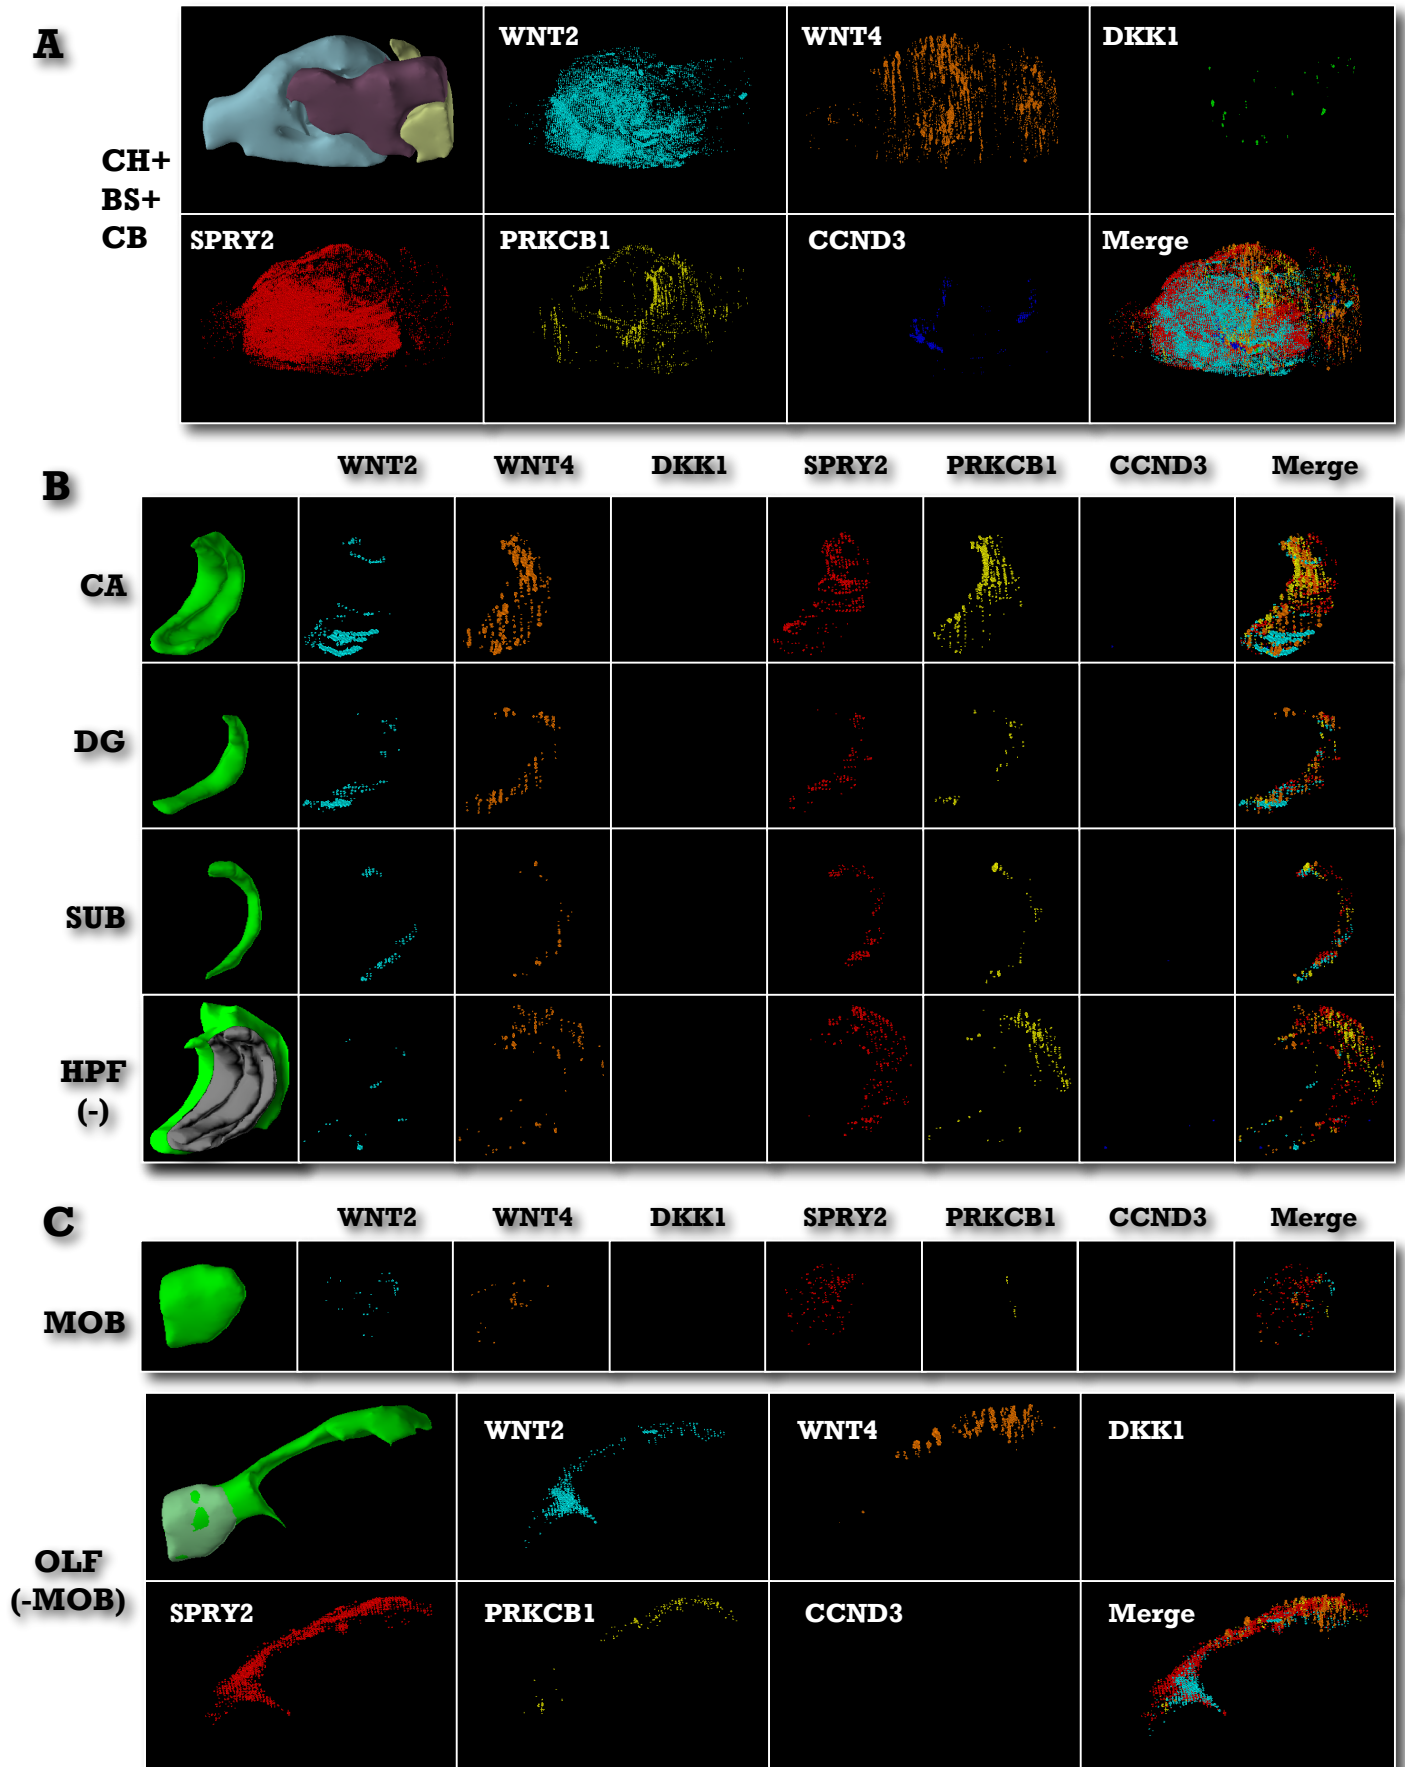 A
CH+
BS+
CB
WNT2
WNT4
DKK1
SPRY2
PRKCB1
CCND3
Merge
B
WNT2 WNT4 DKK1 SPRY2 PRKCB1 CCND3 Merge
CA
DG
SUB
HPF
(-)
C
WNT2 WNT4 DKK1 SPRY2 PRKCB1 CCND3 Merge
MOB
OLF
(-MOB)
WNT2
WNT4
DKK1
SPRY2
PRKCB1
CCND3
Merge